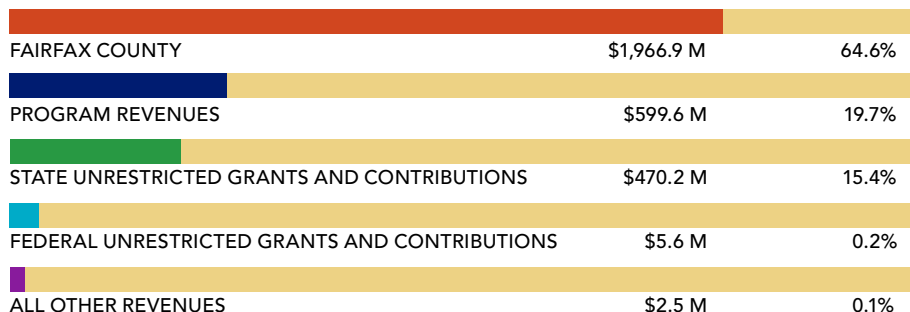 FAIRFAX COUNTY $1,966.9 M 64.6%
PROGRAM REVENUES $599.6 M 19.7%
STATE UNRESTRICTED GRANTS AND CONTRIBUTIONS $470.2 M 15.4%
FEDERAL UNRESTRICTED GRANTS AND CONTRIBUTIONS $5.6 M 0.2%
ALL OTHER REVENUES $2.5 M 0.1%